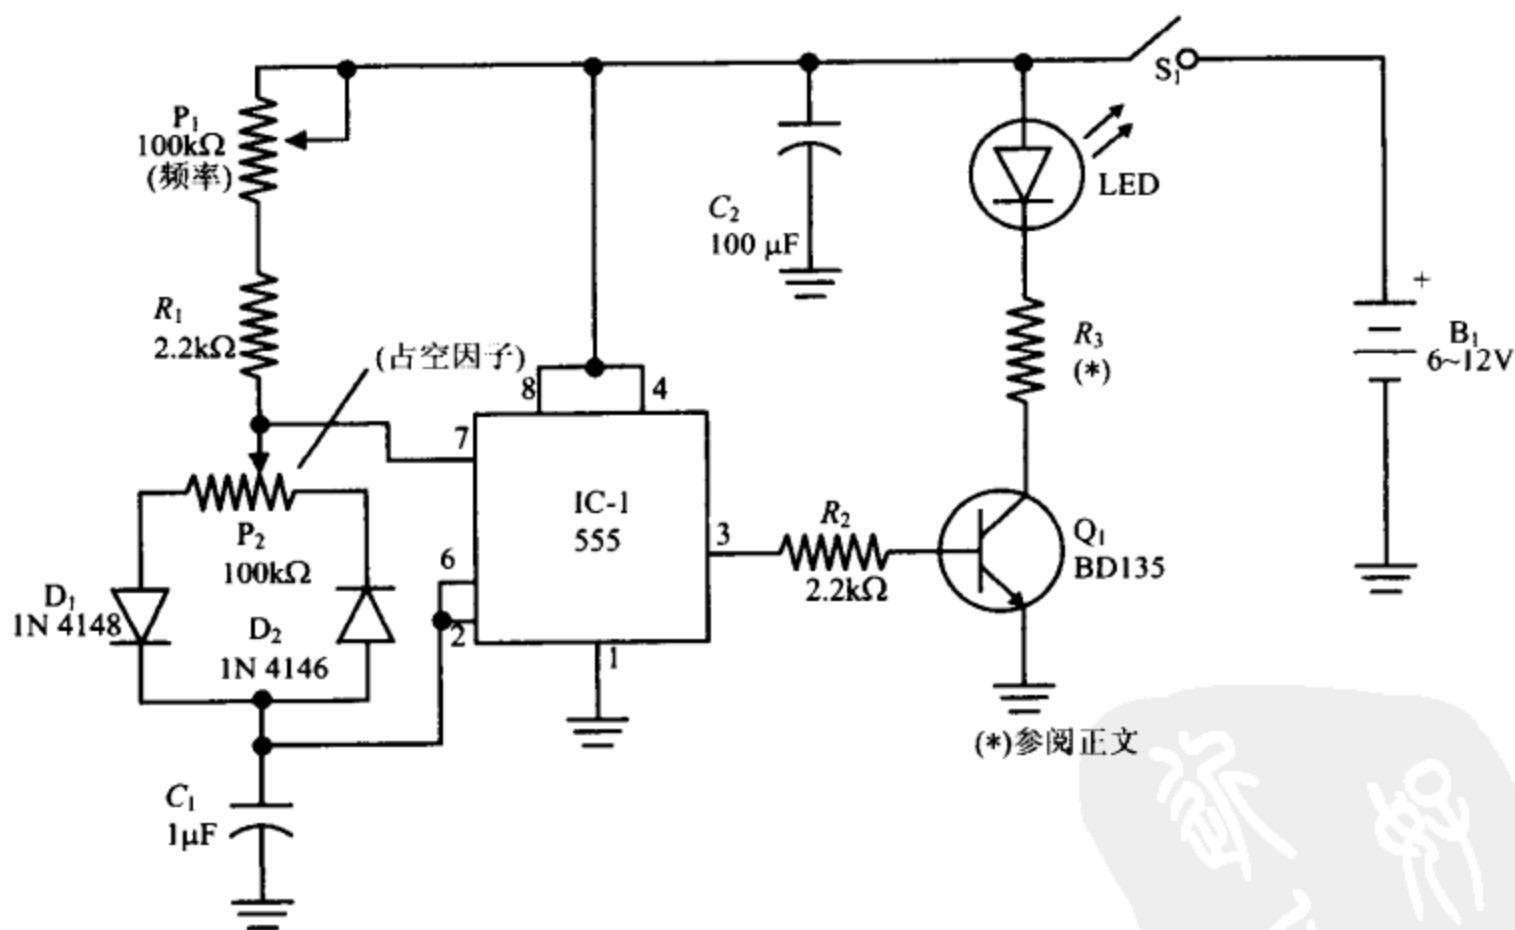 P₁
100kΩ
(频率)
R₁
2.2kΩ
(占空因子)
P₂
100kΩ
D₁
1N 4148
D₂
1N 4146
C₁
1μF
8
4
7
6
2
3
1
IC-1
555
C₂
100 μF
LED
R₃
(*)
R₂
2.2kΩ
Q₁
BD135
S₁
+
B₁
6~12V
(*)参阅正文